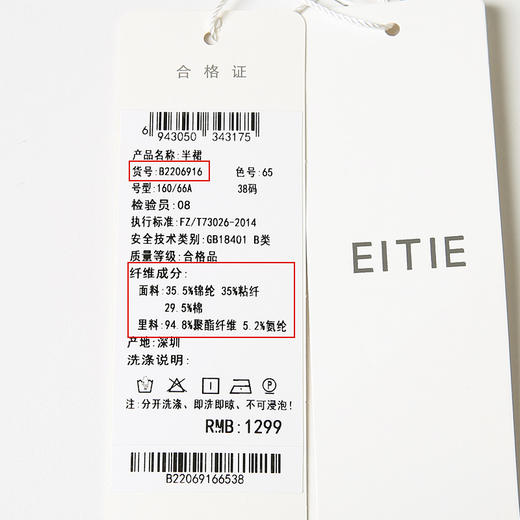 合格证
6 943050 343175
产品名称:半裙
货号:B2206916 色号:65
号型:160/66A 38码
检验员:08
执行标准:FZ/T73026-2014
安全技术类别:GB18401 B类
质量等级:合格品
纤维成分:
面料:35.5%锦纶 35%粘纤
29.5%棉
里料:94.8%聚酯纤维 5.2%氨纶
产地:深圳
洗涤说明:
注:分开洗涤、即洗即晾、不可浸泡!
RMB:1299
B22069166538
EITIE